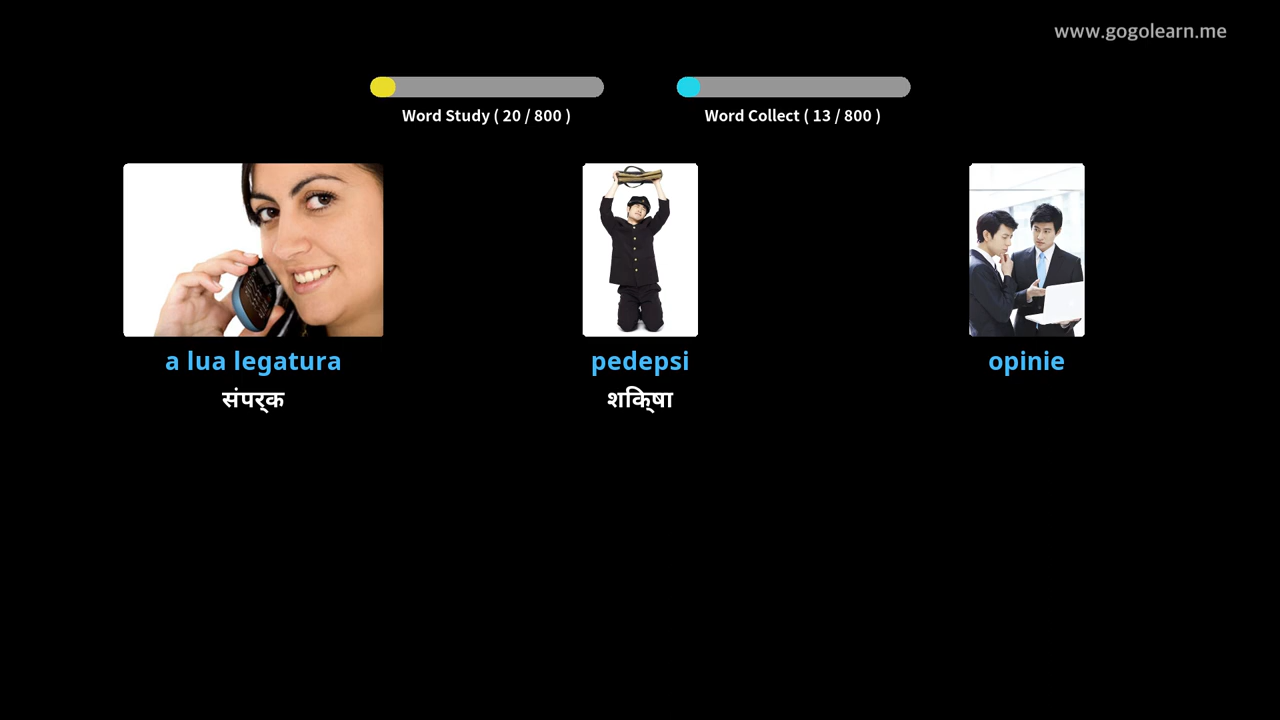 www.gogolearn.me
Word Study ( 20 / 800 )
Word Collect ( 13 / 800 )
a lua legatura
pedepsi
opinie
संपर्‌क
शकि्षा